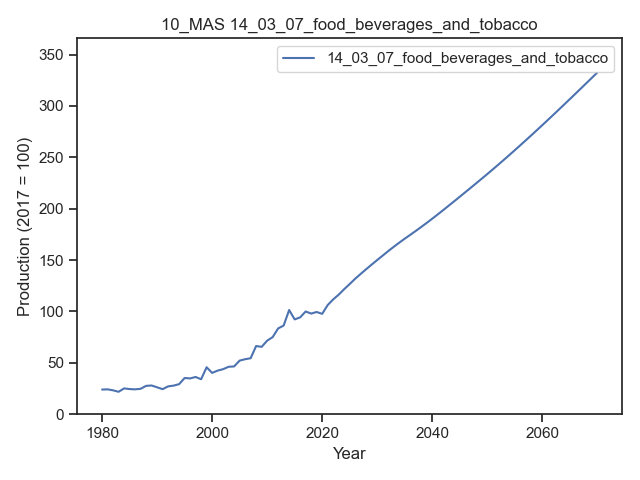 10_MAS 14_03_07_food_beverages_and_tobacco
14_03_07_food_beverages_and_tobacco
Production (2017 = 100)
350
300
250
200
150
100
50
0
1980 2000 2020 2040 2060
Year